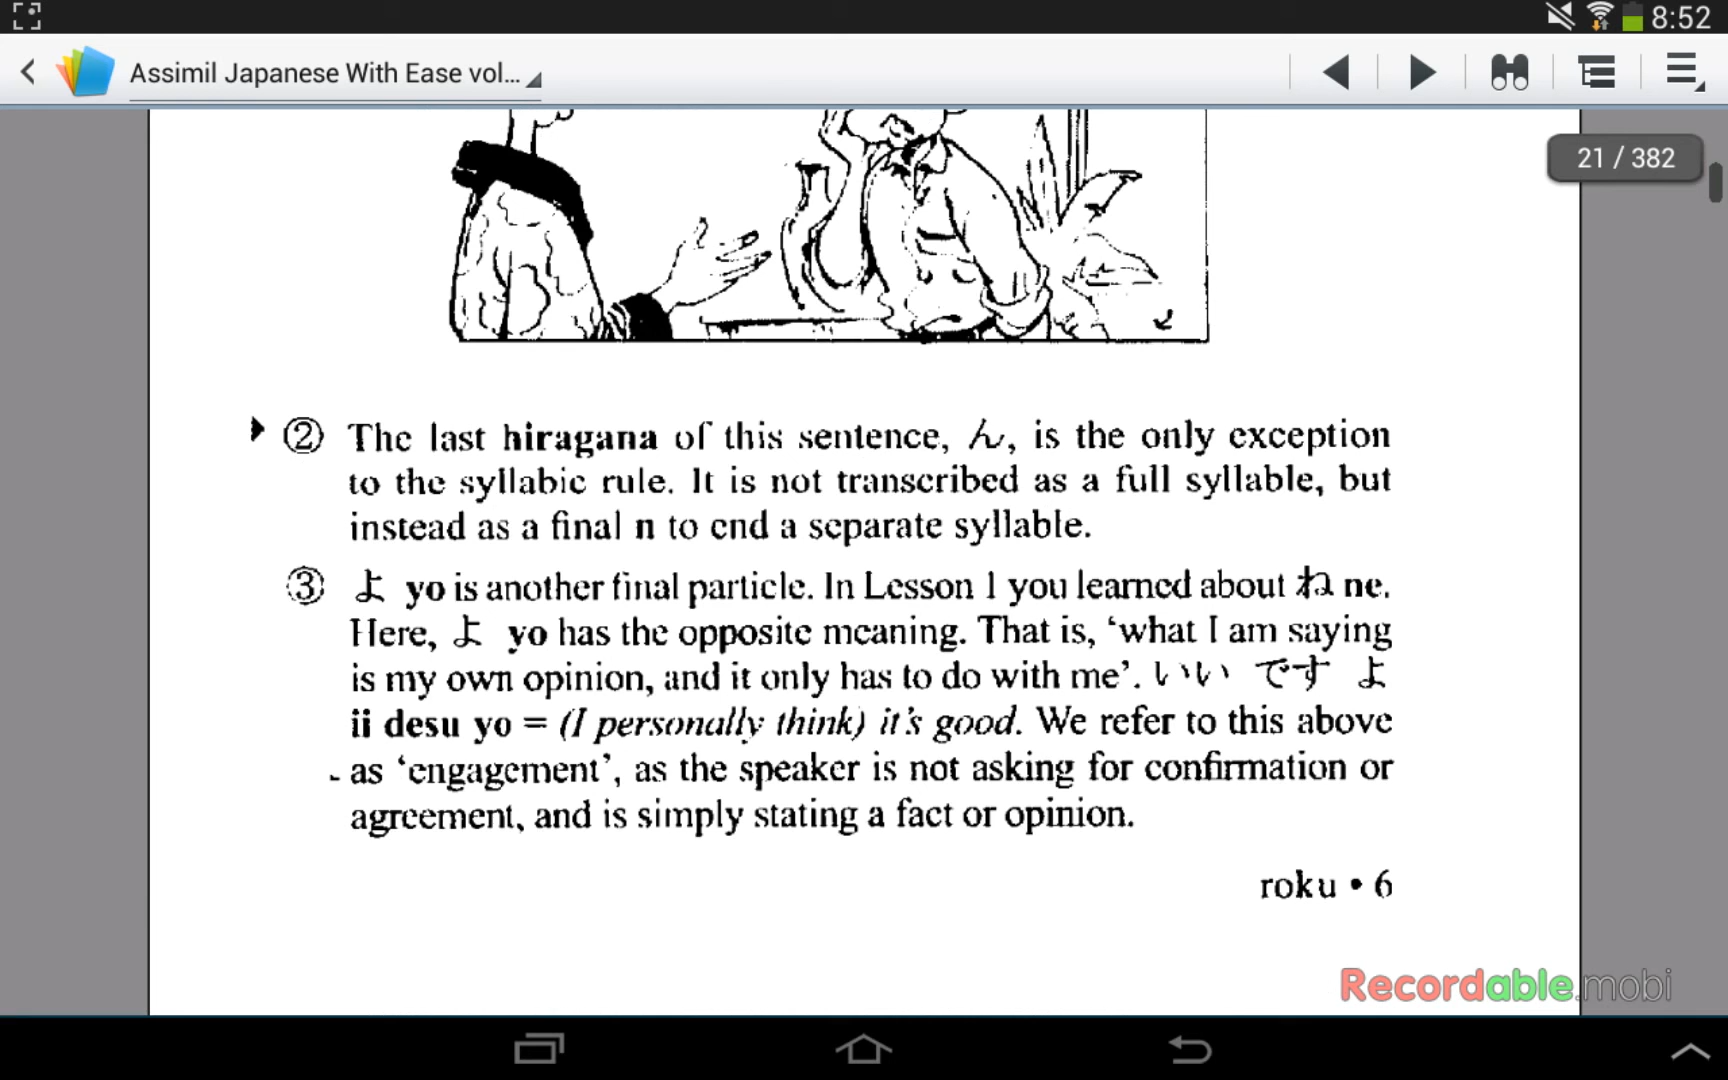 8:52
Assimil Japanese With Ease vol...
21 / 382
② The last hiragana of this sentence, ん, is the only exception
to the syllabic rule. It is not transcribed as a full syllable, but
instead as a final n to end a separate syllable.
③ よ yo is another final particle. In Lesson 1 you learned about ね ne.
Here, よ yo has the opposite meaning. That is, ‘what I am saying
is my own opinion, and it only has to do with me’. いい です よ
ii desu yo = (I personally think) it’s good. We refer to this above
as ‘engagement’, as the speaker is not asking for confirmation or
agreement, and is simply stating a fact or opinion.
roku • 6
Recordable.mobi